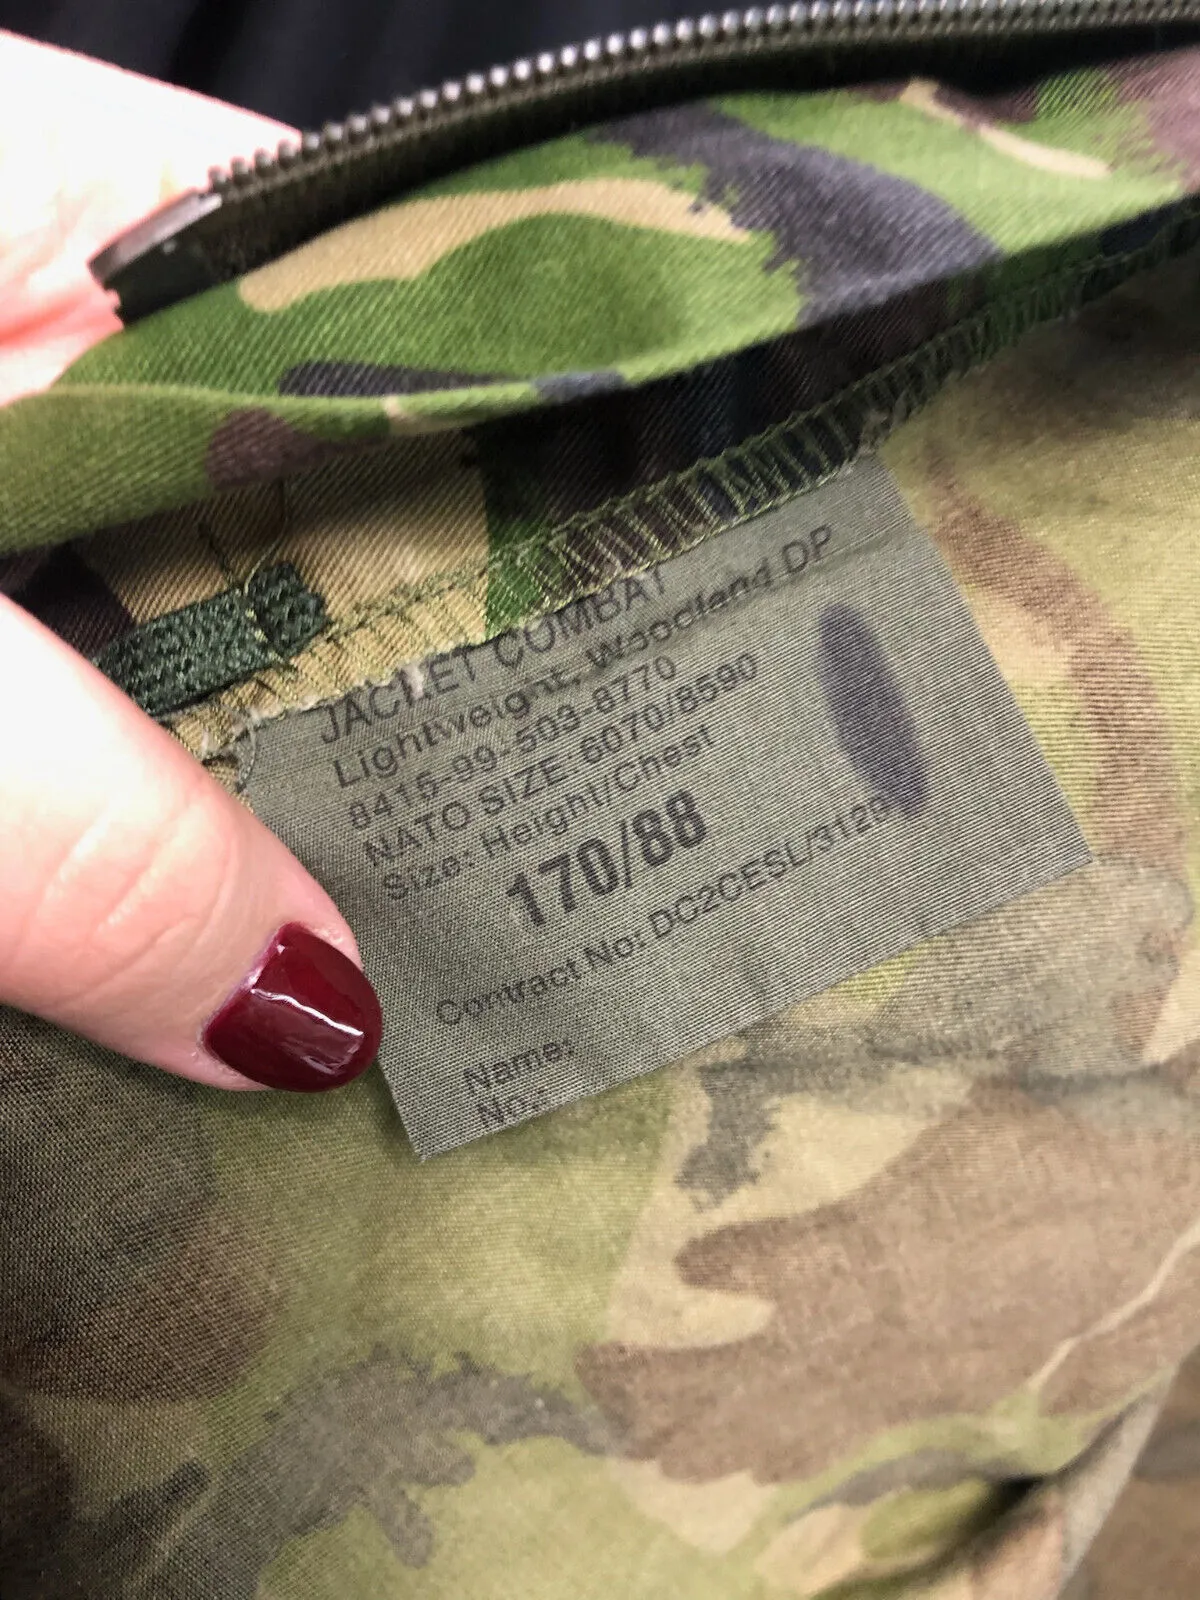 JACKET COMBAT
Lightweight, Woodland DP
8415-99-503-8770
NATO SIZE: 6070/8590
Size: Height/Chest
170/88
Contract No: DC2CESL/3129
Name:
No: